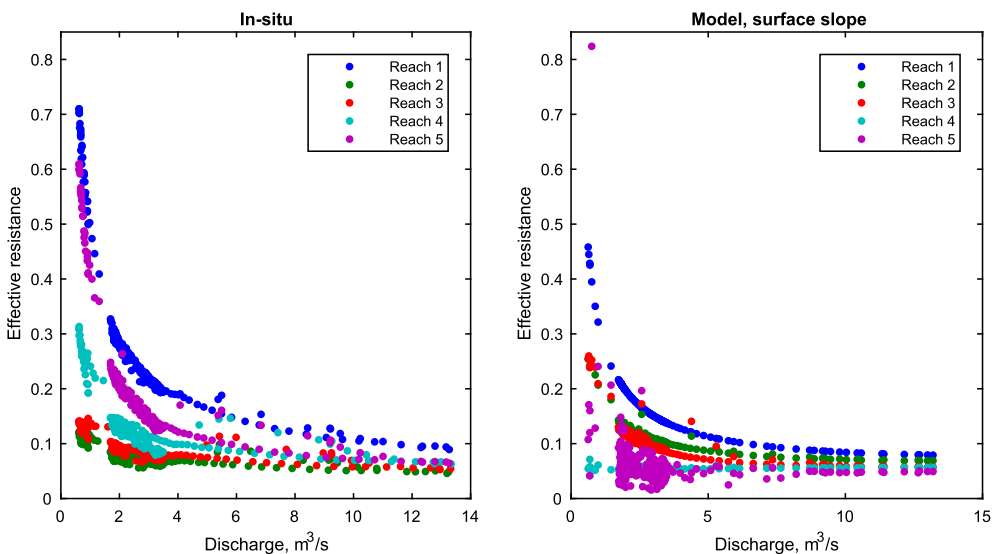 In-situ
Effective resistance
0.8
0.7
0.6
0.5
0.4
0.3
0.2
0.1
0
Reach 1
Reach 2
Reach 3
Reach 4
Reach 5
0 2 4 6 8 10 12 14
Discharge, m³/s
Model, surface slope
Effective resistance
0.8
0.7
0.6
0.5
0.4
0.3
0.2
0.1
0
Reach 1
Reach 2
Reach 3
Reach 4
Reach 5
0 5 10 15
Discharge, m³/s